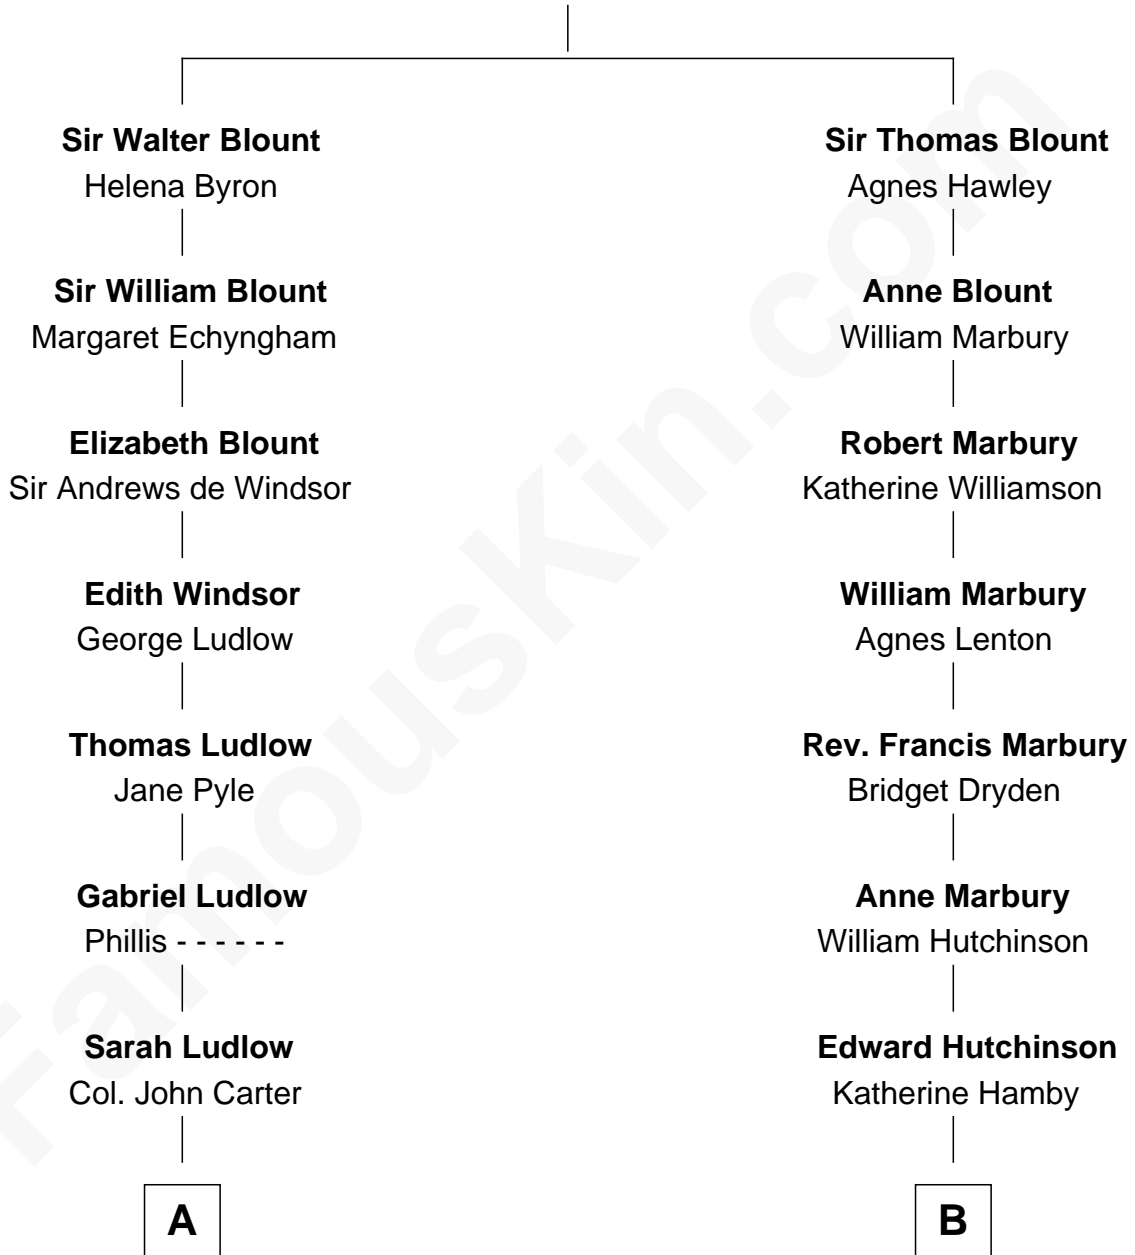 Sir Walter Blount
Helena Byron
Sir William Blount
Margaret Echyngham
Elizabeth Blount
Sir Andrews de Windsor
Edith Windsor
George Ludlow
Thomas Ludlow
Jane Pyle
Gabriel Ludlow
Phillis - - - - - -
Sarah Ludlow
Col. John Carter
A
Sir Thomas Blount
Agnes Hawley
Anne Blount
William Marbury
Robert Marbury
Katherine Williamson
William Marbury
Agnes Lenton
Rev. Francis Marbury
Bridget Dryden
Anne Marbury
William Hutchinson
Edward Hutchinson
Katherine Hamby
B
FamousKin.com